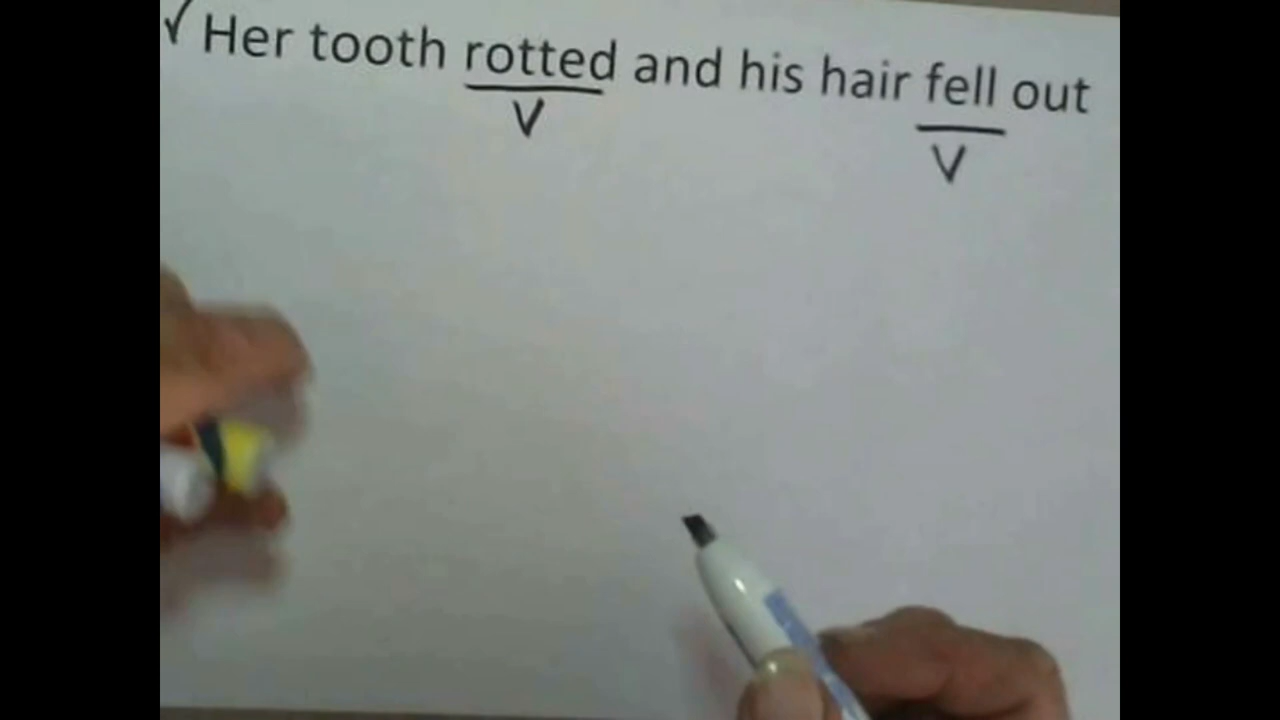 ✓ Her tooth rotted and his hair fell out
V V